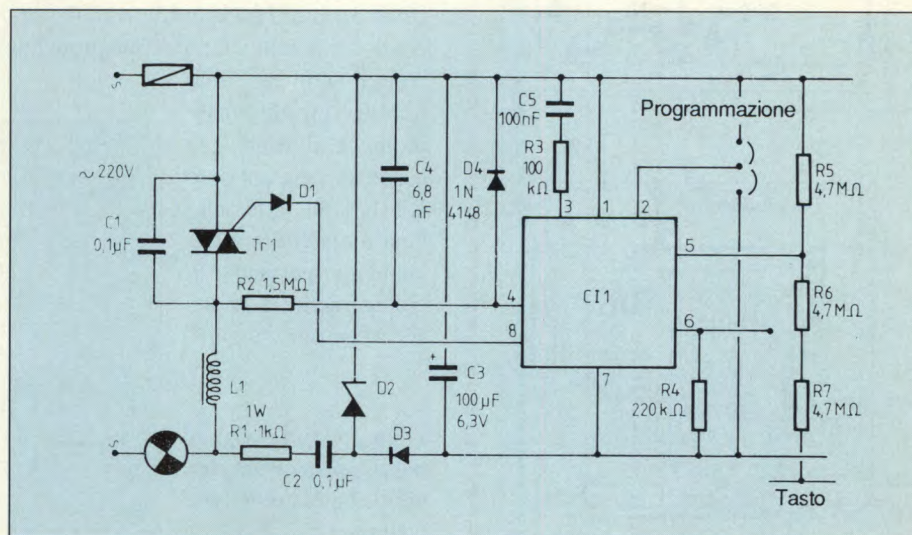 C5
100nF
Programmazione
R3
100
kΩ
R5
4,7MΩ
~ 220V
D1
C4
6,8
nF
D4
1N
4148
3
1
2
C1
0,1µF
Tr1
5
R2 1,5MΩ
4
CI1
R6
4,7MΩ
8
6
L1
D2
C3
+
100µF
6,3V
7
R4
220kΩ
R7
4,7MΩ
1W
R1 1kΩ
D3
C2 0,1µF
Tasto